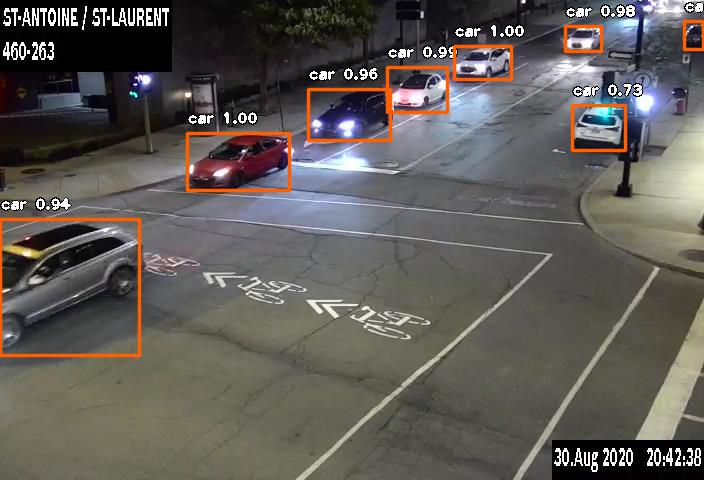 ST-ANTOINE / ST-LAURENT
460-263
car 0.98
ca
car 1.00
car 0.99
car 0.96
car 0.73
car 1.00
car 0.94
30.Aug 2020 20:42:38